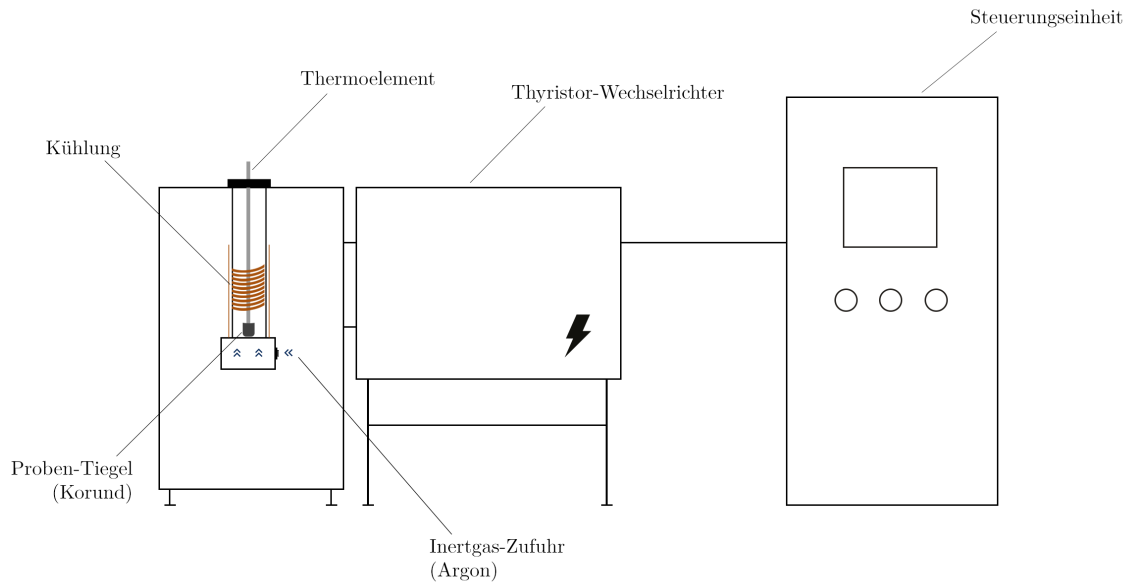 Steuerungseinheit
Thermoelement
Thyristor-Wechselrichter
Kühlung
Proben-Tiegel
(Korund)
Inertgas-Zufuhr
(Argon)